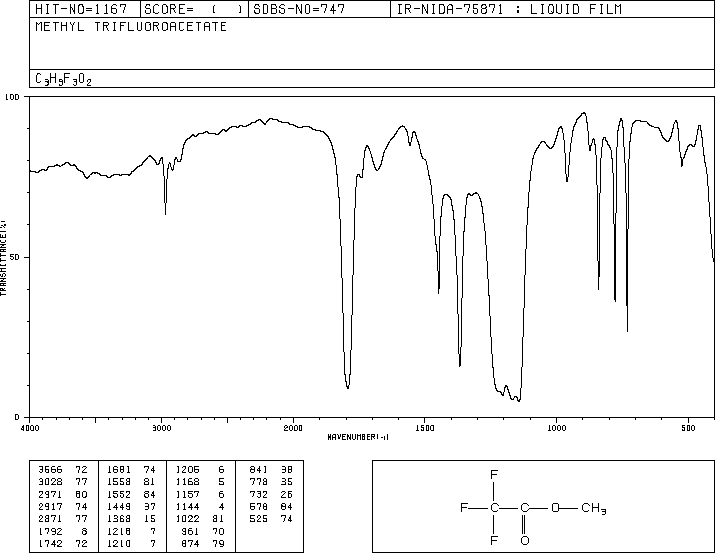 HIT-NO=1167 SCORE= ( ) SDBS-NO=747 IR-NIDA-75871 : LIQUID FILM
METHYL TRIFLUOROACETATE
C₃H₃F₃O₂
100
50
0
TRANSMITTANCE(%)
4000 3000 2000 1500 1000 500
WAVENUMBER(-1)
3566 72 1681 74 1206 6 841 38
3028 77 1558 81 1168 5 778 35
2971 60 1552 84 1157 6 732 26
2917 74 1449 37 1144 4 578 84
2871 77 1368 15 1022 81 525 74
1792 8 1218 7 961 70
1742 72 1210 7 874 79
F
F C C O CH₃
F O